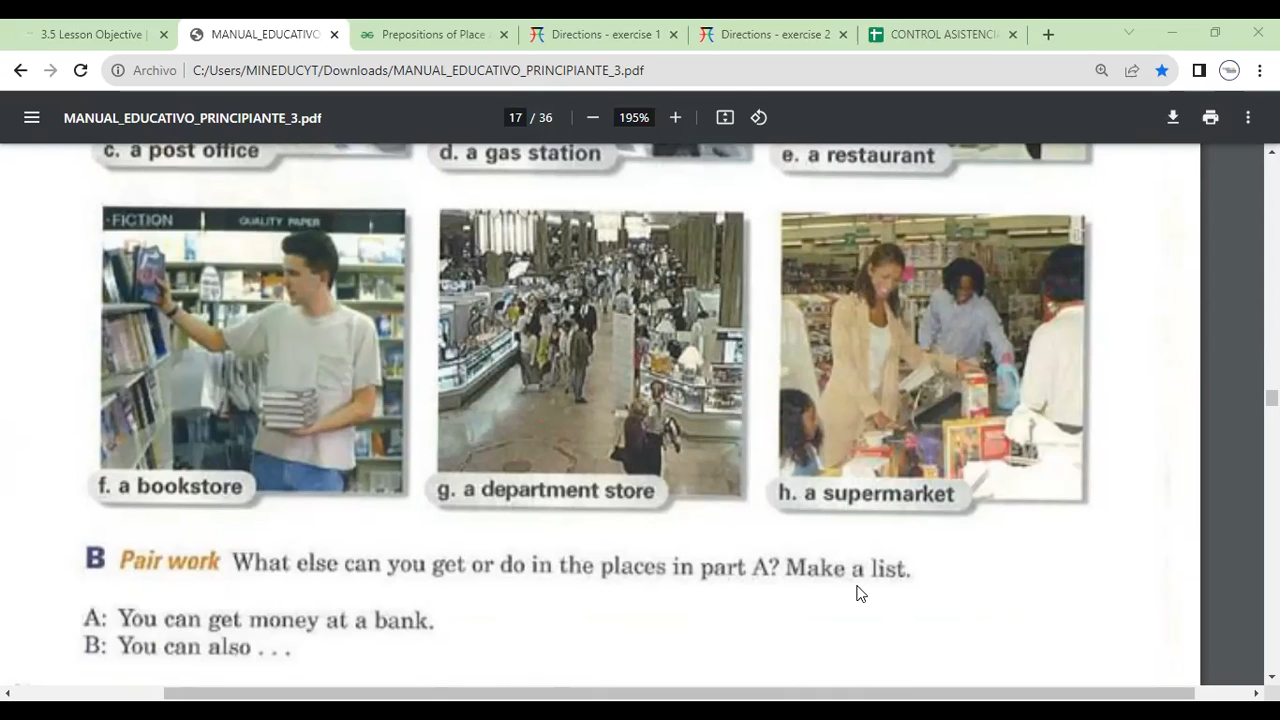 3.5 Lesson Objective
MANUAL_EDUCATIVO
Prepositions of Place
Directions - exercise 1
Directions - exercise 2
CONTROL ASISTENCI
Archivo
C:/Users/MINEDUCYT/Downloads/MANUAL_EDUCATIVO_PRINCIPIANTE_3.pdf
MANUAL_EDUCATIVO_PRINCIPIANTE_3.pdf
17 / 36
195%
c. a post office
d. a gas station
e. a restaurant
·FICTION
QUALITY PAPER
f. a bookstore
g. a department store
h. a supermarket
B Pair work What else can you get or do in the places in part A? Make a list.
A: You can get money at a bank.
B: You can also . . .